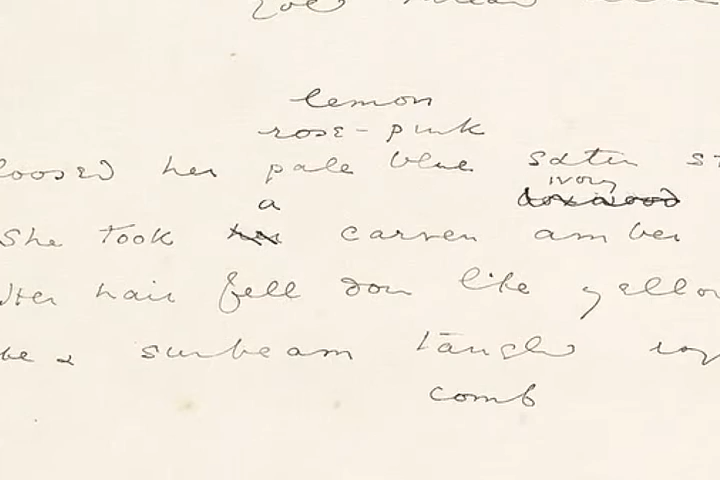 lemon
rose-pink
loosed her pale blue satin
ivory
a boxwood
She took her carven amber
Her hair fell down like yellow
be a sunbeam tangle
comb